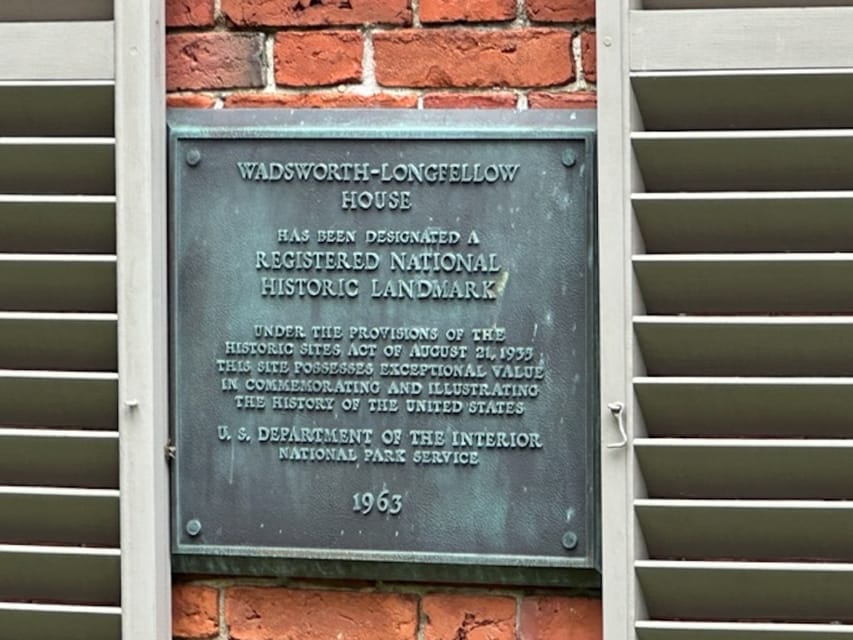 WADSWORTH-LONGFELLOW
HOUSE
HAS BEEN DESIGNATED A
REGISTERED NATIONAL
HISTORIC LANDMARK
UNDER THE PROVISIONS OF THE
HISTORIC SITES ACT OF AUGUST 21, 1935
THIS SITE POSSESSES EXCEPTIONAL VALUE
IN COMMEMORATING AND ILLUSTRATING
THE HISTORY OF THE UNITED STATES
U. S. DEPARTMENT OF THE INTERIOR
NATIONAL PARK SERVICE
1963